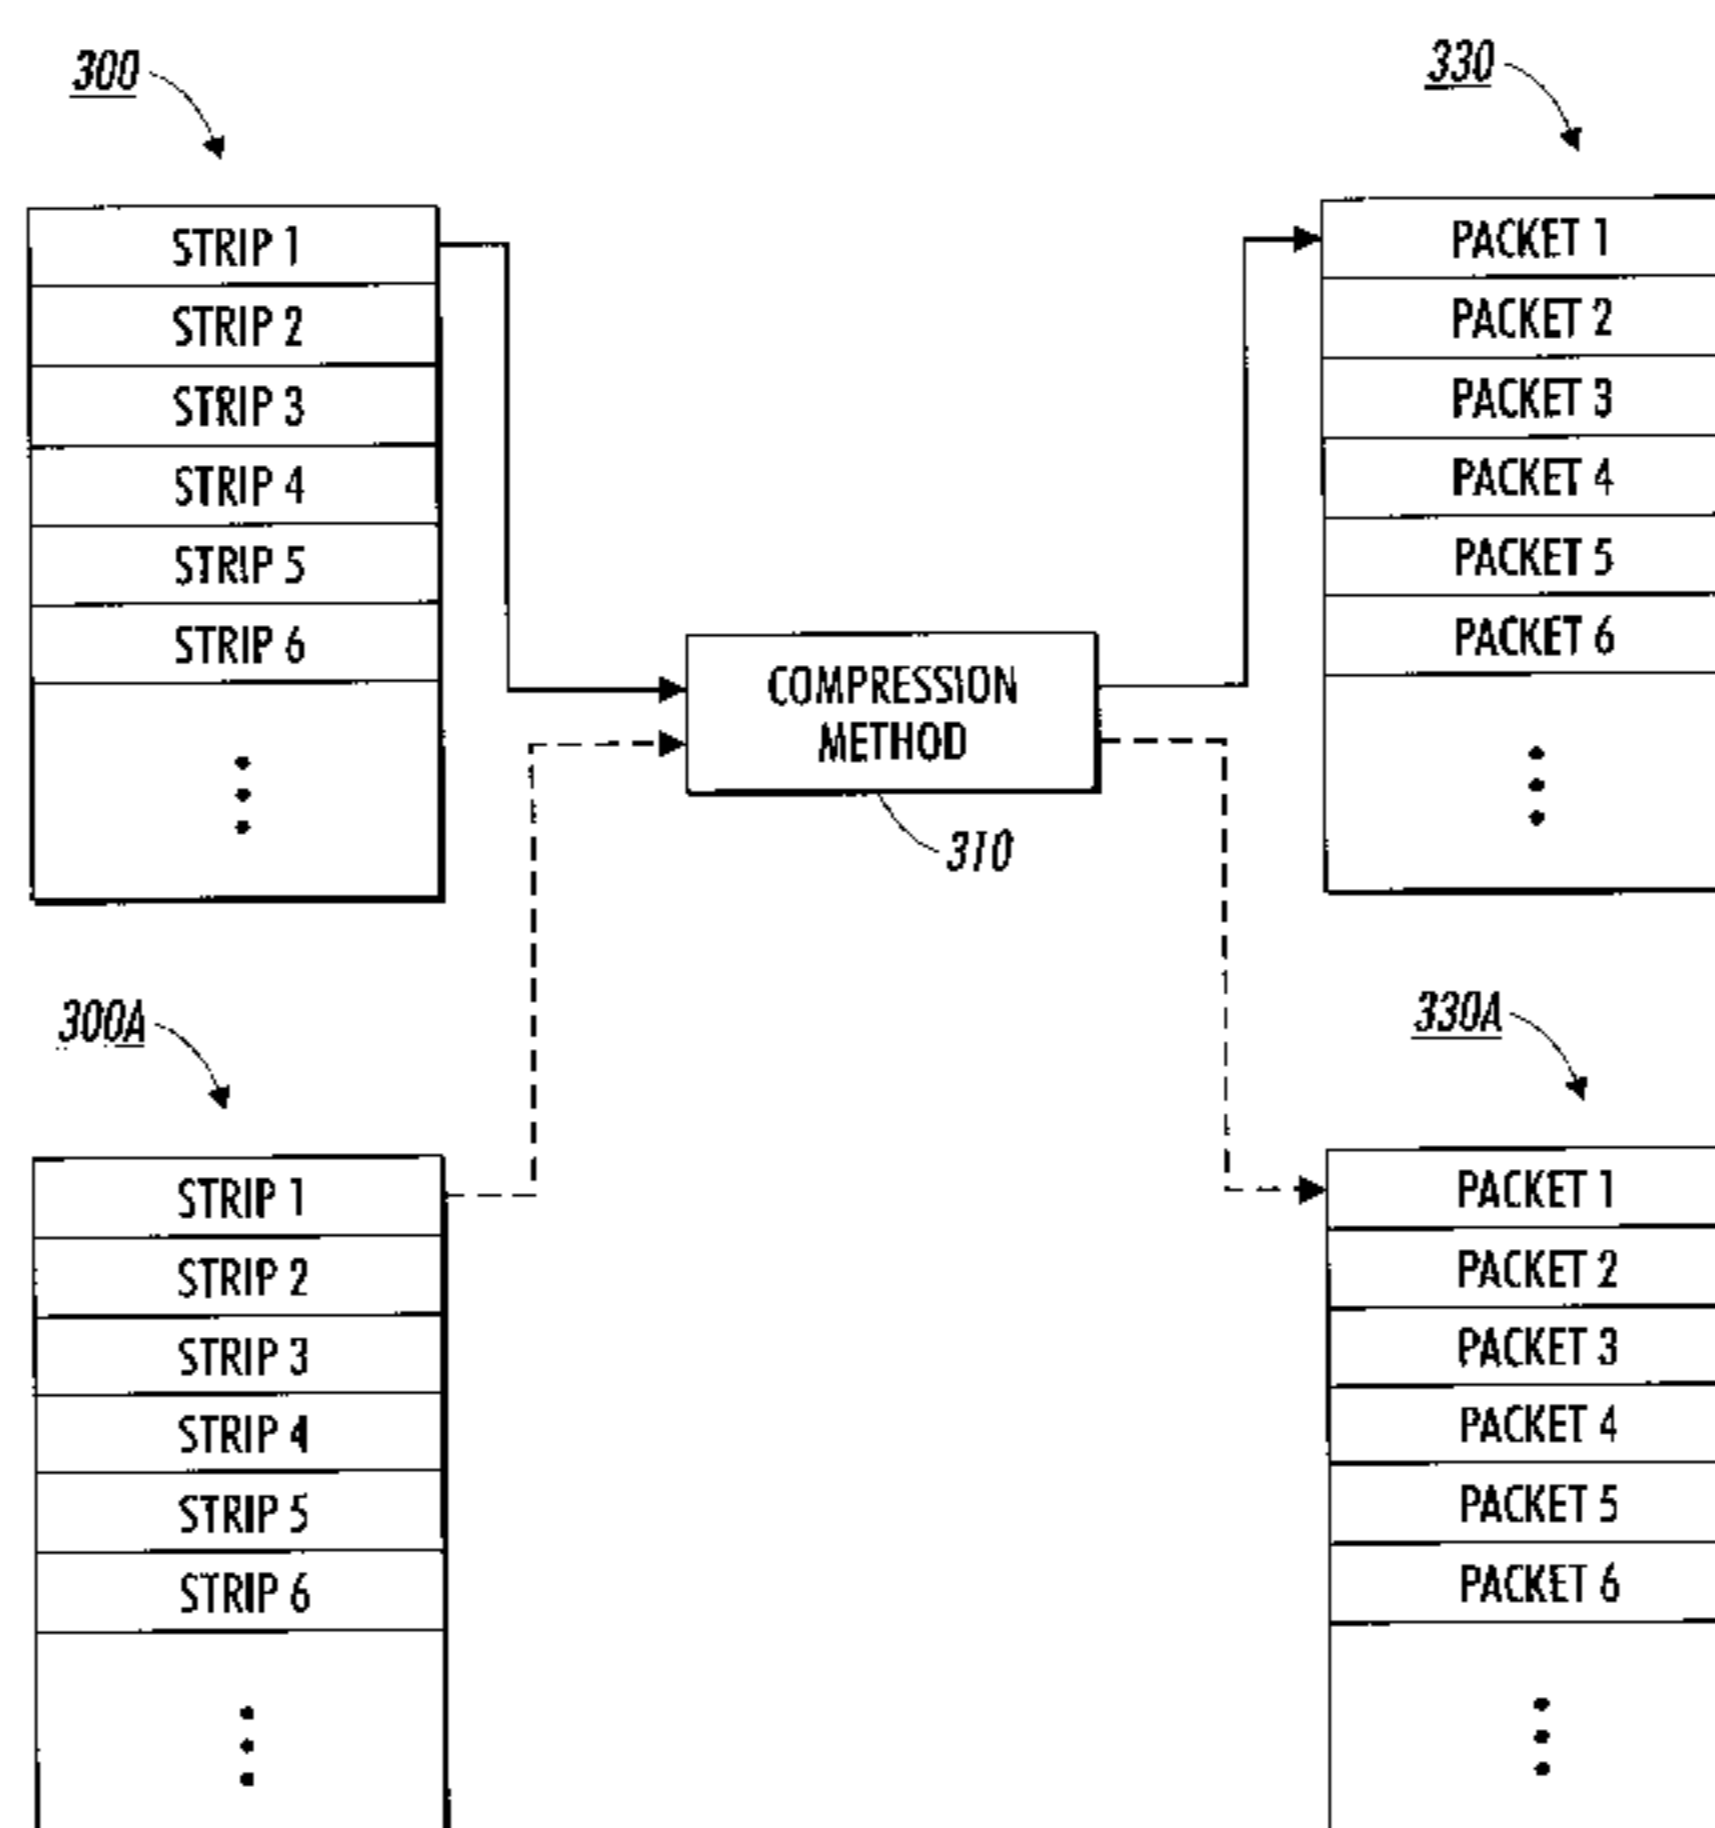 300
STRIP 1
STRIP 2
STRIP 3
STRIP 4
STRIP 5
STRIP 6
COMPRESSION
METHOD
310
330
PACKET 1
PACKET 2
PACKET 3
PACKET 4
PACKET 5
PACKET 6
300A
STRIP 1
STRIP 2
STRIP 3
STRIP 4
STRIP 5
STRIP 6
330A
PACKET 1
PACKET 2
PACKET 3
PACKET 4
PACKET 5
PACKET 6